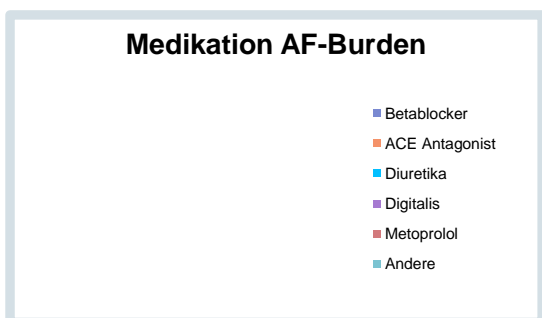 Medikation AF-Burden
Betablocker
ACE Antagonist
Diuretika
Digitalis
Metoprolol
Andere